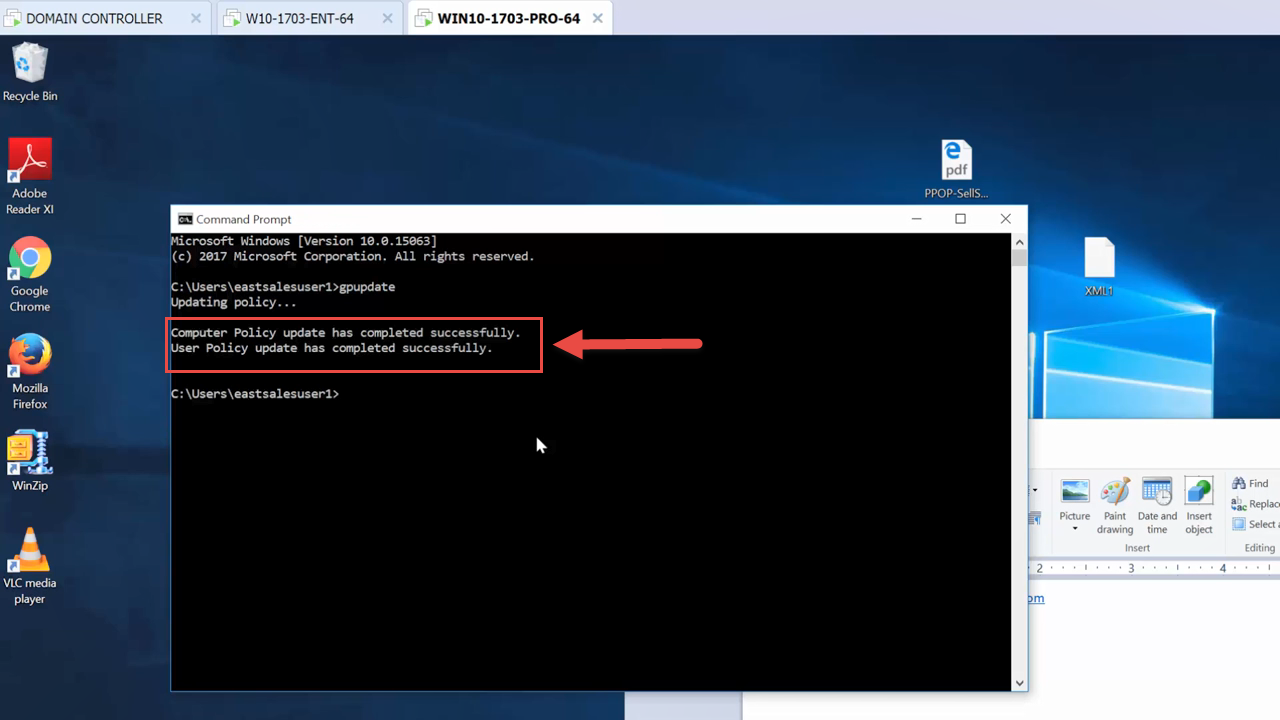 DOMAIN CONTROLLER
W10-1703-ENT-64
WIN10-1703-PRO-64
Recycle Bin
Adobe
Reader XI
Google
Chrome
Mozilla
Firefox
WinZip
VLC media
player
pdf
PPOP-SellS...
XML1
Command Prompt
Microsoft Windows [Version 10.0.15063]
(c) 2017 Microsoft Corporation. All rights reserved.
C:\Users\eastsalesuser1>gpupdate
Updating policy...
Computer Policy update has completed successfully.
User Policy update has completed successfully.
C:\Users\eastsalesuser1>
Picture
Paint
drawing
Date and
time
Insert
object
Insert
Find
Replace
Select a
Editing
2 3 4
om